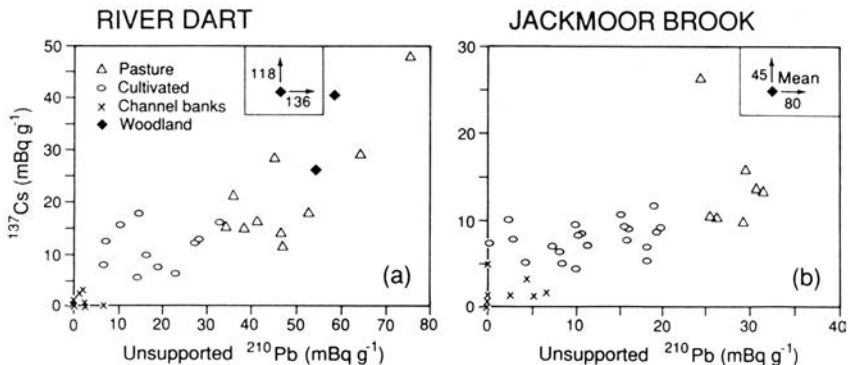 RIVER DART
JACKMOOR BROOK
137Cs (mBq g-1)
50
40
30
20
10
0
△ Pasture
○ Cultivated
× Channel banks
◆ Woodland
118
136
(a)
0 10 20 30 40 50 60 70 80
Unsupported 210Pb (mBq g-1)
30
20
10
0
45 Mean
80
(b)
0 10 20 30 40
Unsupported 210Pb (mBq g-1)